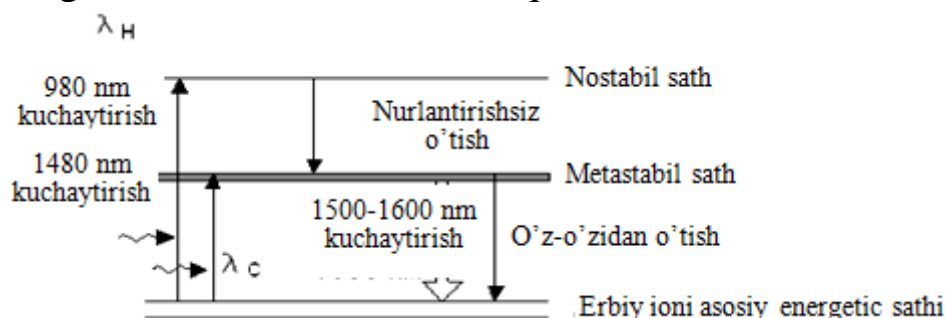 λ H
980 nm
kuchaytirish
Nostabil sath
Nurlantirishsiz
o’tish
1480 nm
kuchaytirish
Metastabil sath
1500-1600 nm
kuchaytirish
O’z-o’zidan o’tish
λ C
Erbiy ioni asosiy energetic sathi